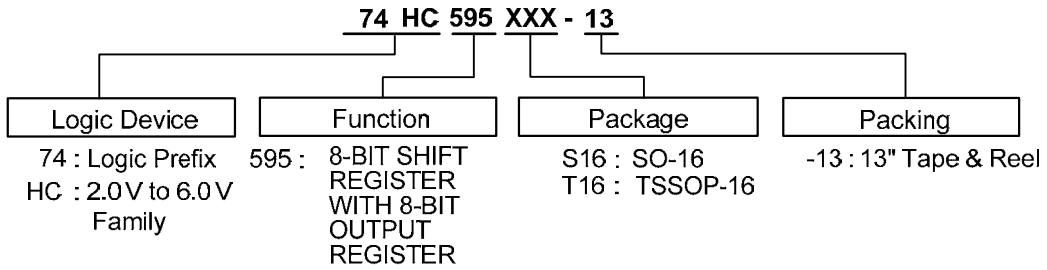 74 HC 595 XXX - 13
Logic Device
74 : Logic Prefix
HC : 2.0 V to 6.0 V
Family
Function
595 : 8-BIT SHIFT
REGISTER
WITH 8-BIT
OUTPUT
REGISTER
Package
S16 : SO-16
T16 : TSSOP-16
Packing
-13 : 13" Tape & Reel